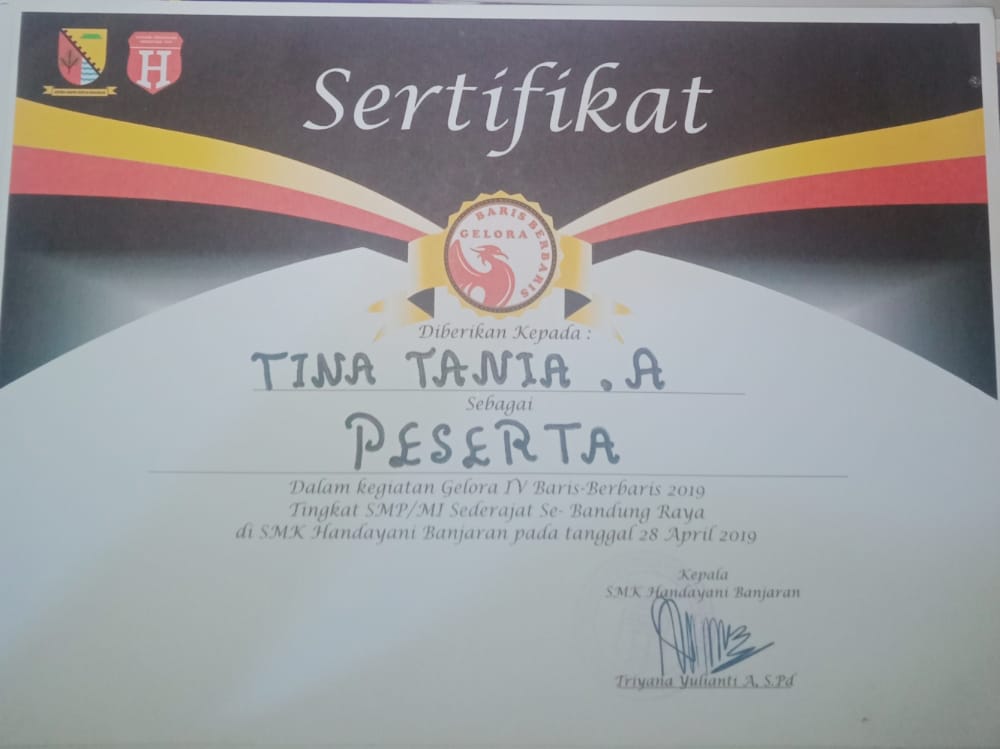 Sertifikat
H
BARIS BERBARIS
GELORA
Diberikan Kepada :
TINA TANIA . A
Sebagai
PESERTA
Dalam kegiatan Gelora IV Baris-Berbaris 2019
Tingkat SMP/MI Sederajat Se- Bandung Raya
di SMK Handayani Banjaran pada tanggal 28 April 2019
Kepala
SMK Handayani Banjaran
Triyana Yulianti A, S.Pd